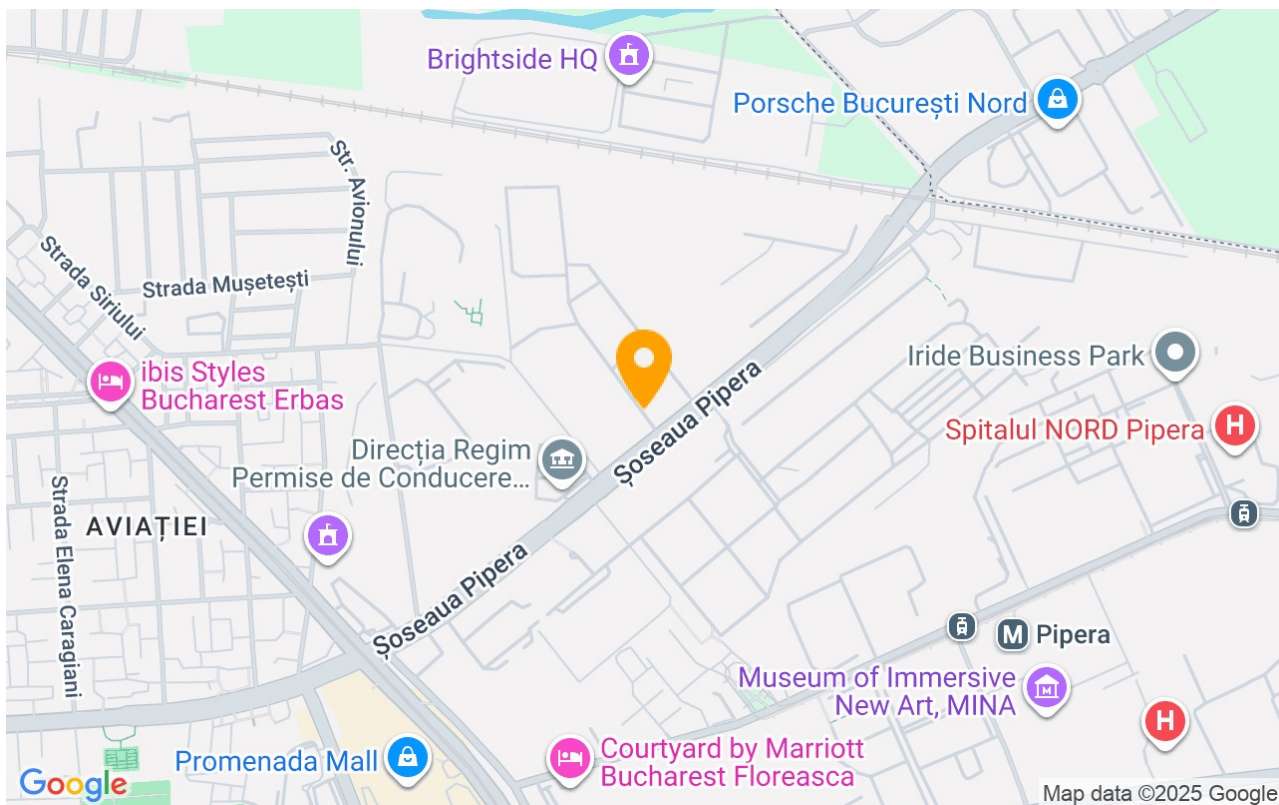 Brightside HQ
Porsche București Nord
Str. Avionului
Strada Mușetești
Strada Siriului
ibis Styles
Bucharest Erbas
Iride Business Park
Șoseaua Pipera
Spitalul NORD Pipera
H
Direcția Regim
Permise de Conducere...
AVIAȚIEI
Strada Elena Caragiani
Șoseaua Pipera
M Pipera
Museum of Immersive
New Art, MINA
M
H
Promenada Mall
Courtyard by Marriott
Bucharest Floreasca
Google
Map data ©2025 Google